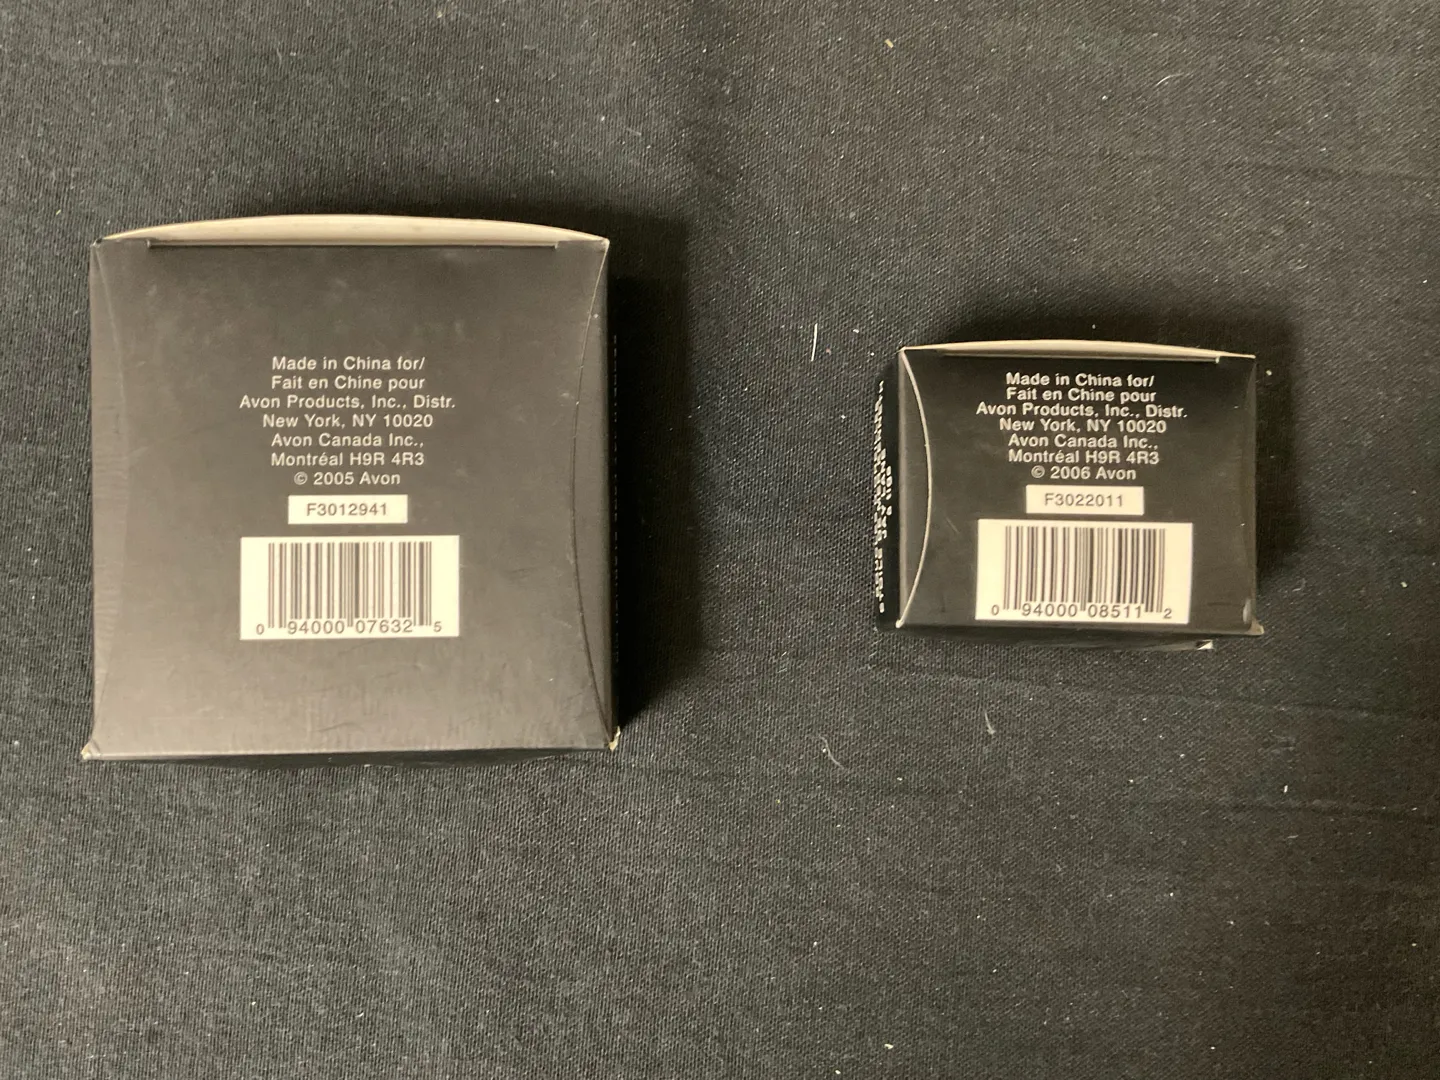 Made in China for/
Fait en Chine pour
Avon Products, Inc., Distr.
New York, NY 10020
Avon Canada Inc.,
Montréal H9R 4R3
© 2005 Avon
F3012941
0 94000 07632 5
Made in China for/
Fait en Chine pour
Avon Products, Inc., Distr.
New York, NY 10020
Avon Canada Inc.,
Montréal H9R 4R3
© 2006 Avon
F3022011
0 94000 08511 2